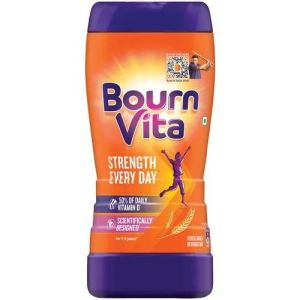 Bourn
Vita
STRENGTH
EVERY DAY
50% OF DAILY
VITAMIN D
SCIENTIFICALLY
DESIGNED